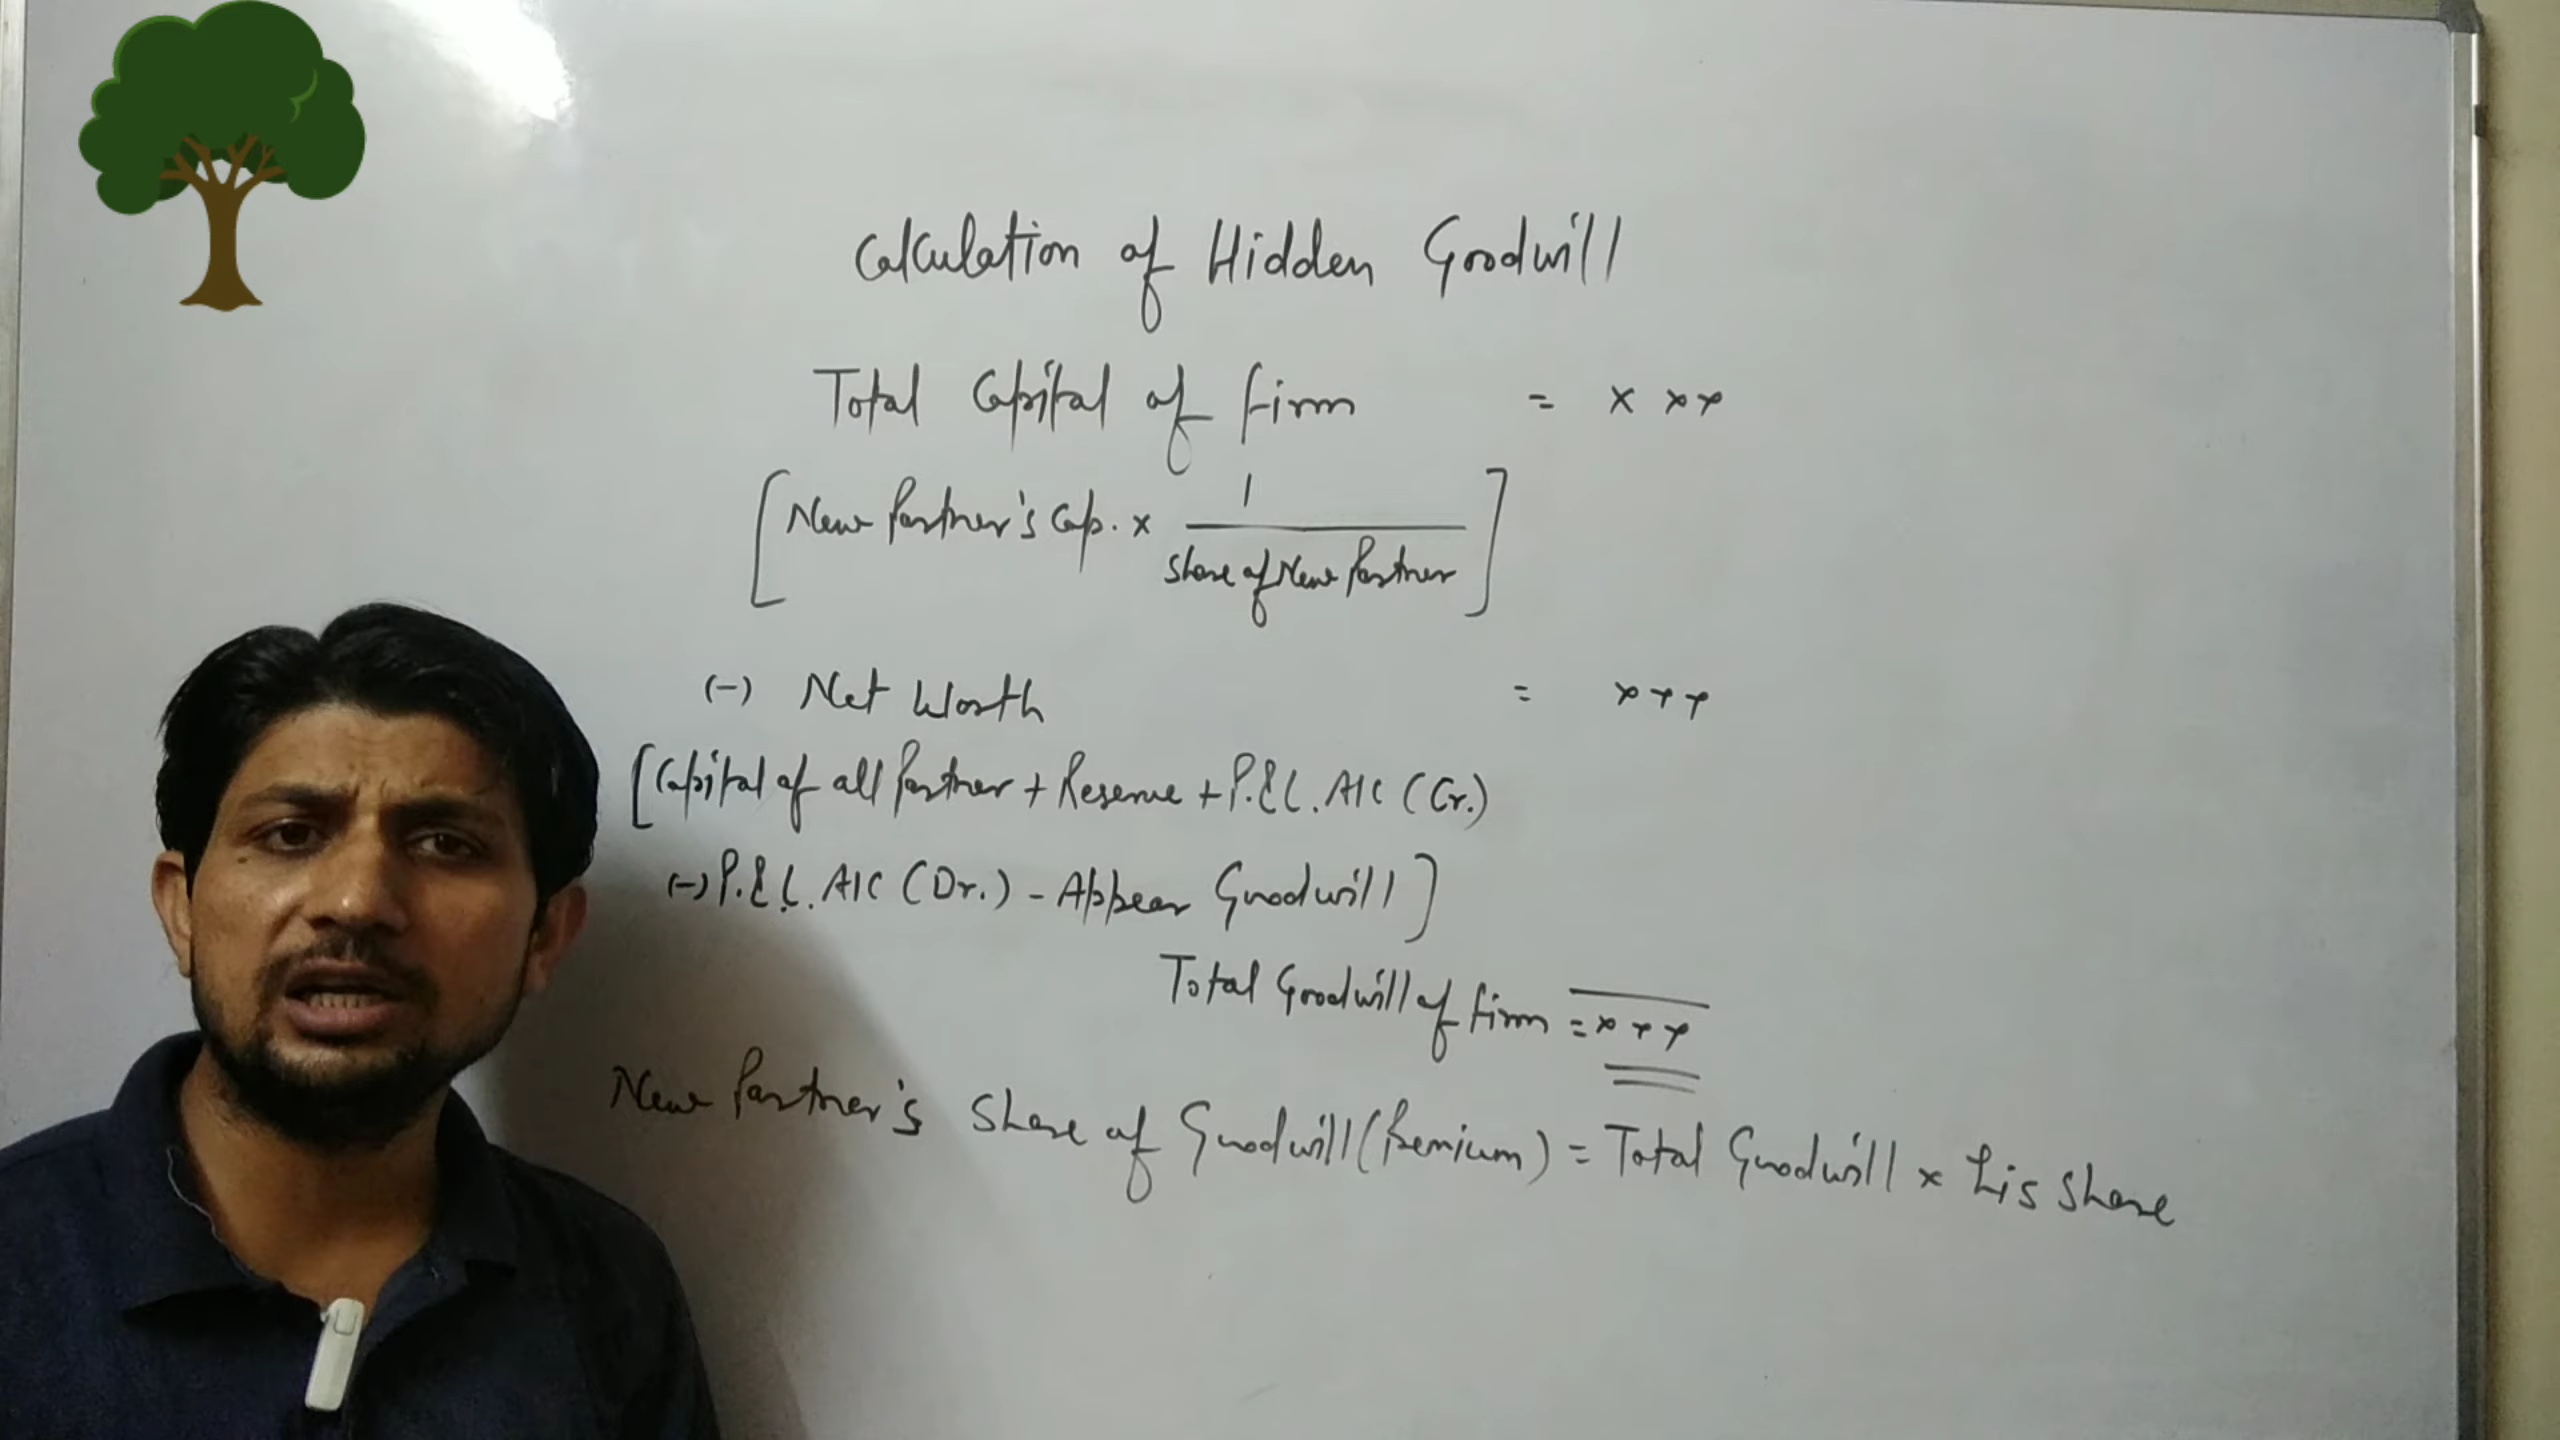 Calculation of Hidden Goodwill
Total Capital of firm = x x x
[New Partner's Cap. x 1 / Share of New Partner]
(-) Net Worth = x x x
[Capital of all Partner + Reserve + P.&L. A/C (Cr.)
(-) P.&L. A/C (Dr.) - Appear Goodwill]
Total Goodwill of firm = x x x
New Partner's Share of Goodwill (Premium) = Total Goodwill x his share